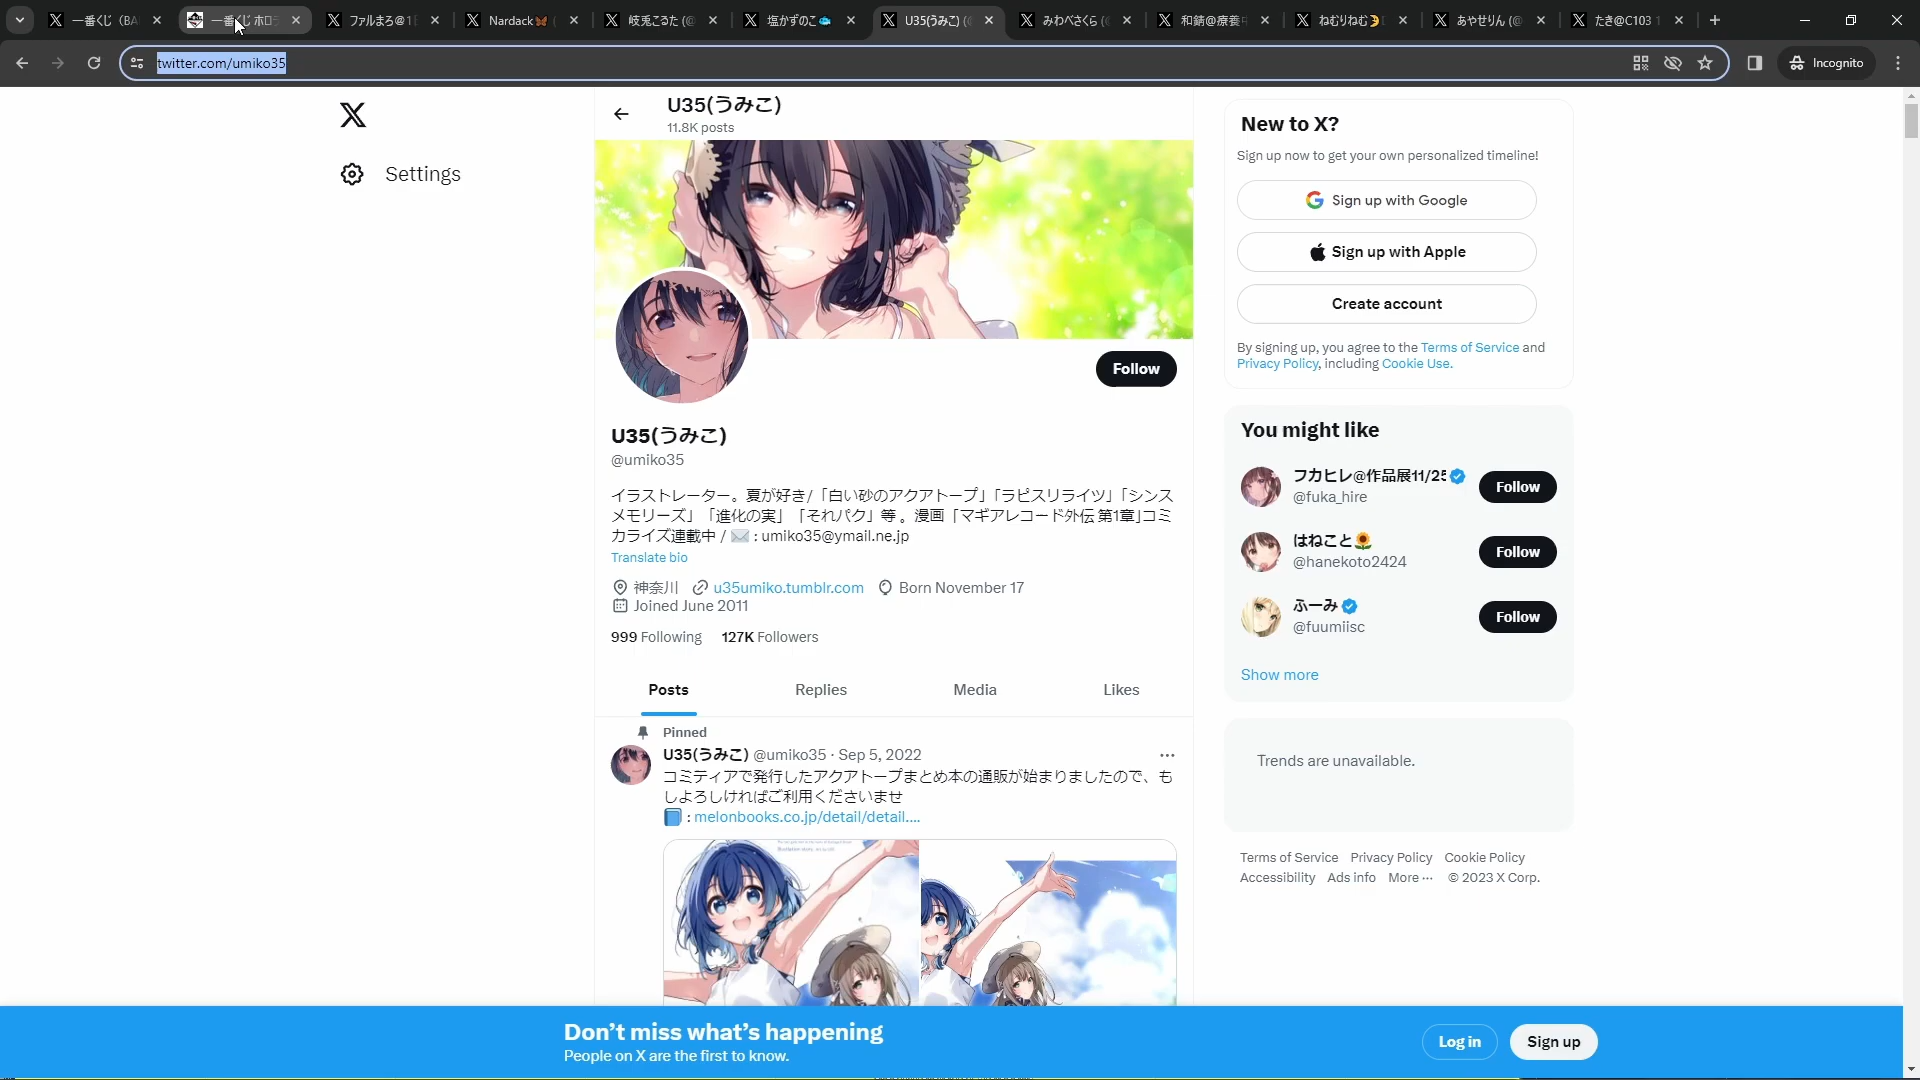 一番くじ (BA
一番くじ ホロ
ファルまろ@1
Nardack🦋 (
岐兎こるた (@
塩かずのこ🐟
U35(うみこ) (
みわべさくら (
和錆@療養
ねむりねむ🌛
あやせりん (@
たき@C103 1
twitter.com/umiko35
Incognito
Settings
U35(うみこ)
11.8K posts
Follow
U35(うみこ)
@umiko35
イラストレーター。夏が好き/「白い砂のアクアトープ」「ラピスリライツ」「シンス
メモリーズ」「進化の実」「それパク」等 。漫画「マギアレコード外伝 第1章」コミ
カライズ連載中 / ✉️ : umiko35@ymail.ne.jp
Translate bio
神奈川 u35umiko.tumblr.com Born November 17
Joined June 2011
999 Following 127K Followers
Posts Replies Media Likes
Pinned
U35(うみこ) @umiko35 · Sep 5, 2022
コミティアで発行したアクアトープまとめ本の通販が始まりましたので、も
しよろしければご利用くださいませ
📘 : melonbooks.co.jp/detail/detail....
New to X?
Sign up now to get your own personalized timeline!
Sign up with Google
Sign up with Apple
Create account
By signing up, you agree to the Terms of Service and
Privacy Policy, including Cookie Use.
You might like
フカヒレ@作品展11/25
@fuka_hire
Follow
はねこと🌻
@hanekoto2424
Follow
ふーみ
@fuumiisc
Follow
Show more
Trends are unavailable.
Terms of Service Privacy Policy Cookie Policy
Accessibility Ads info More ··· © 2023 X Corp.
Don’t miss what’s happening
People on X are the first to know.
Log in
Sign up